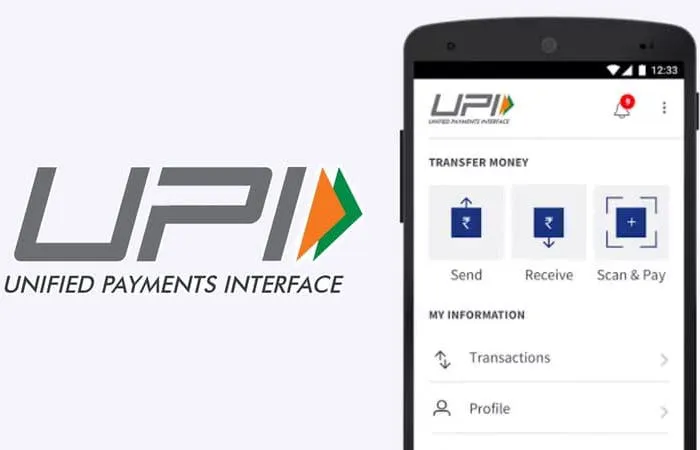 UPI
UNIFIED PAYMENTS INTERFACE
12:33
UPI
UNIFIED PAYMENTS INTERFACE
9
TRANSFER MONEY
₹
₹
+
Send
Receive
Scan & Pay
MY INFORMATION
Transactions
Profile